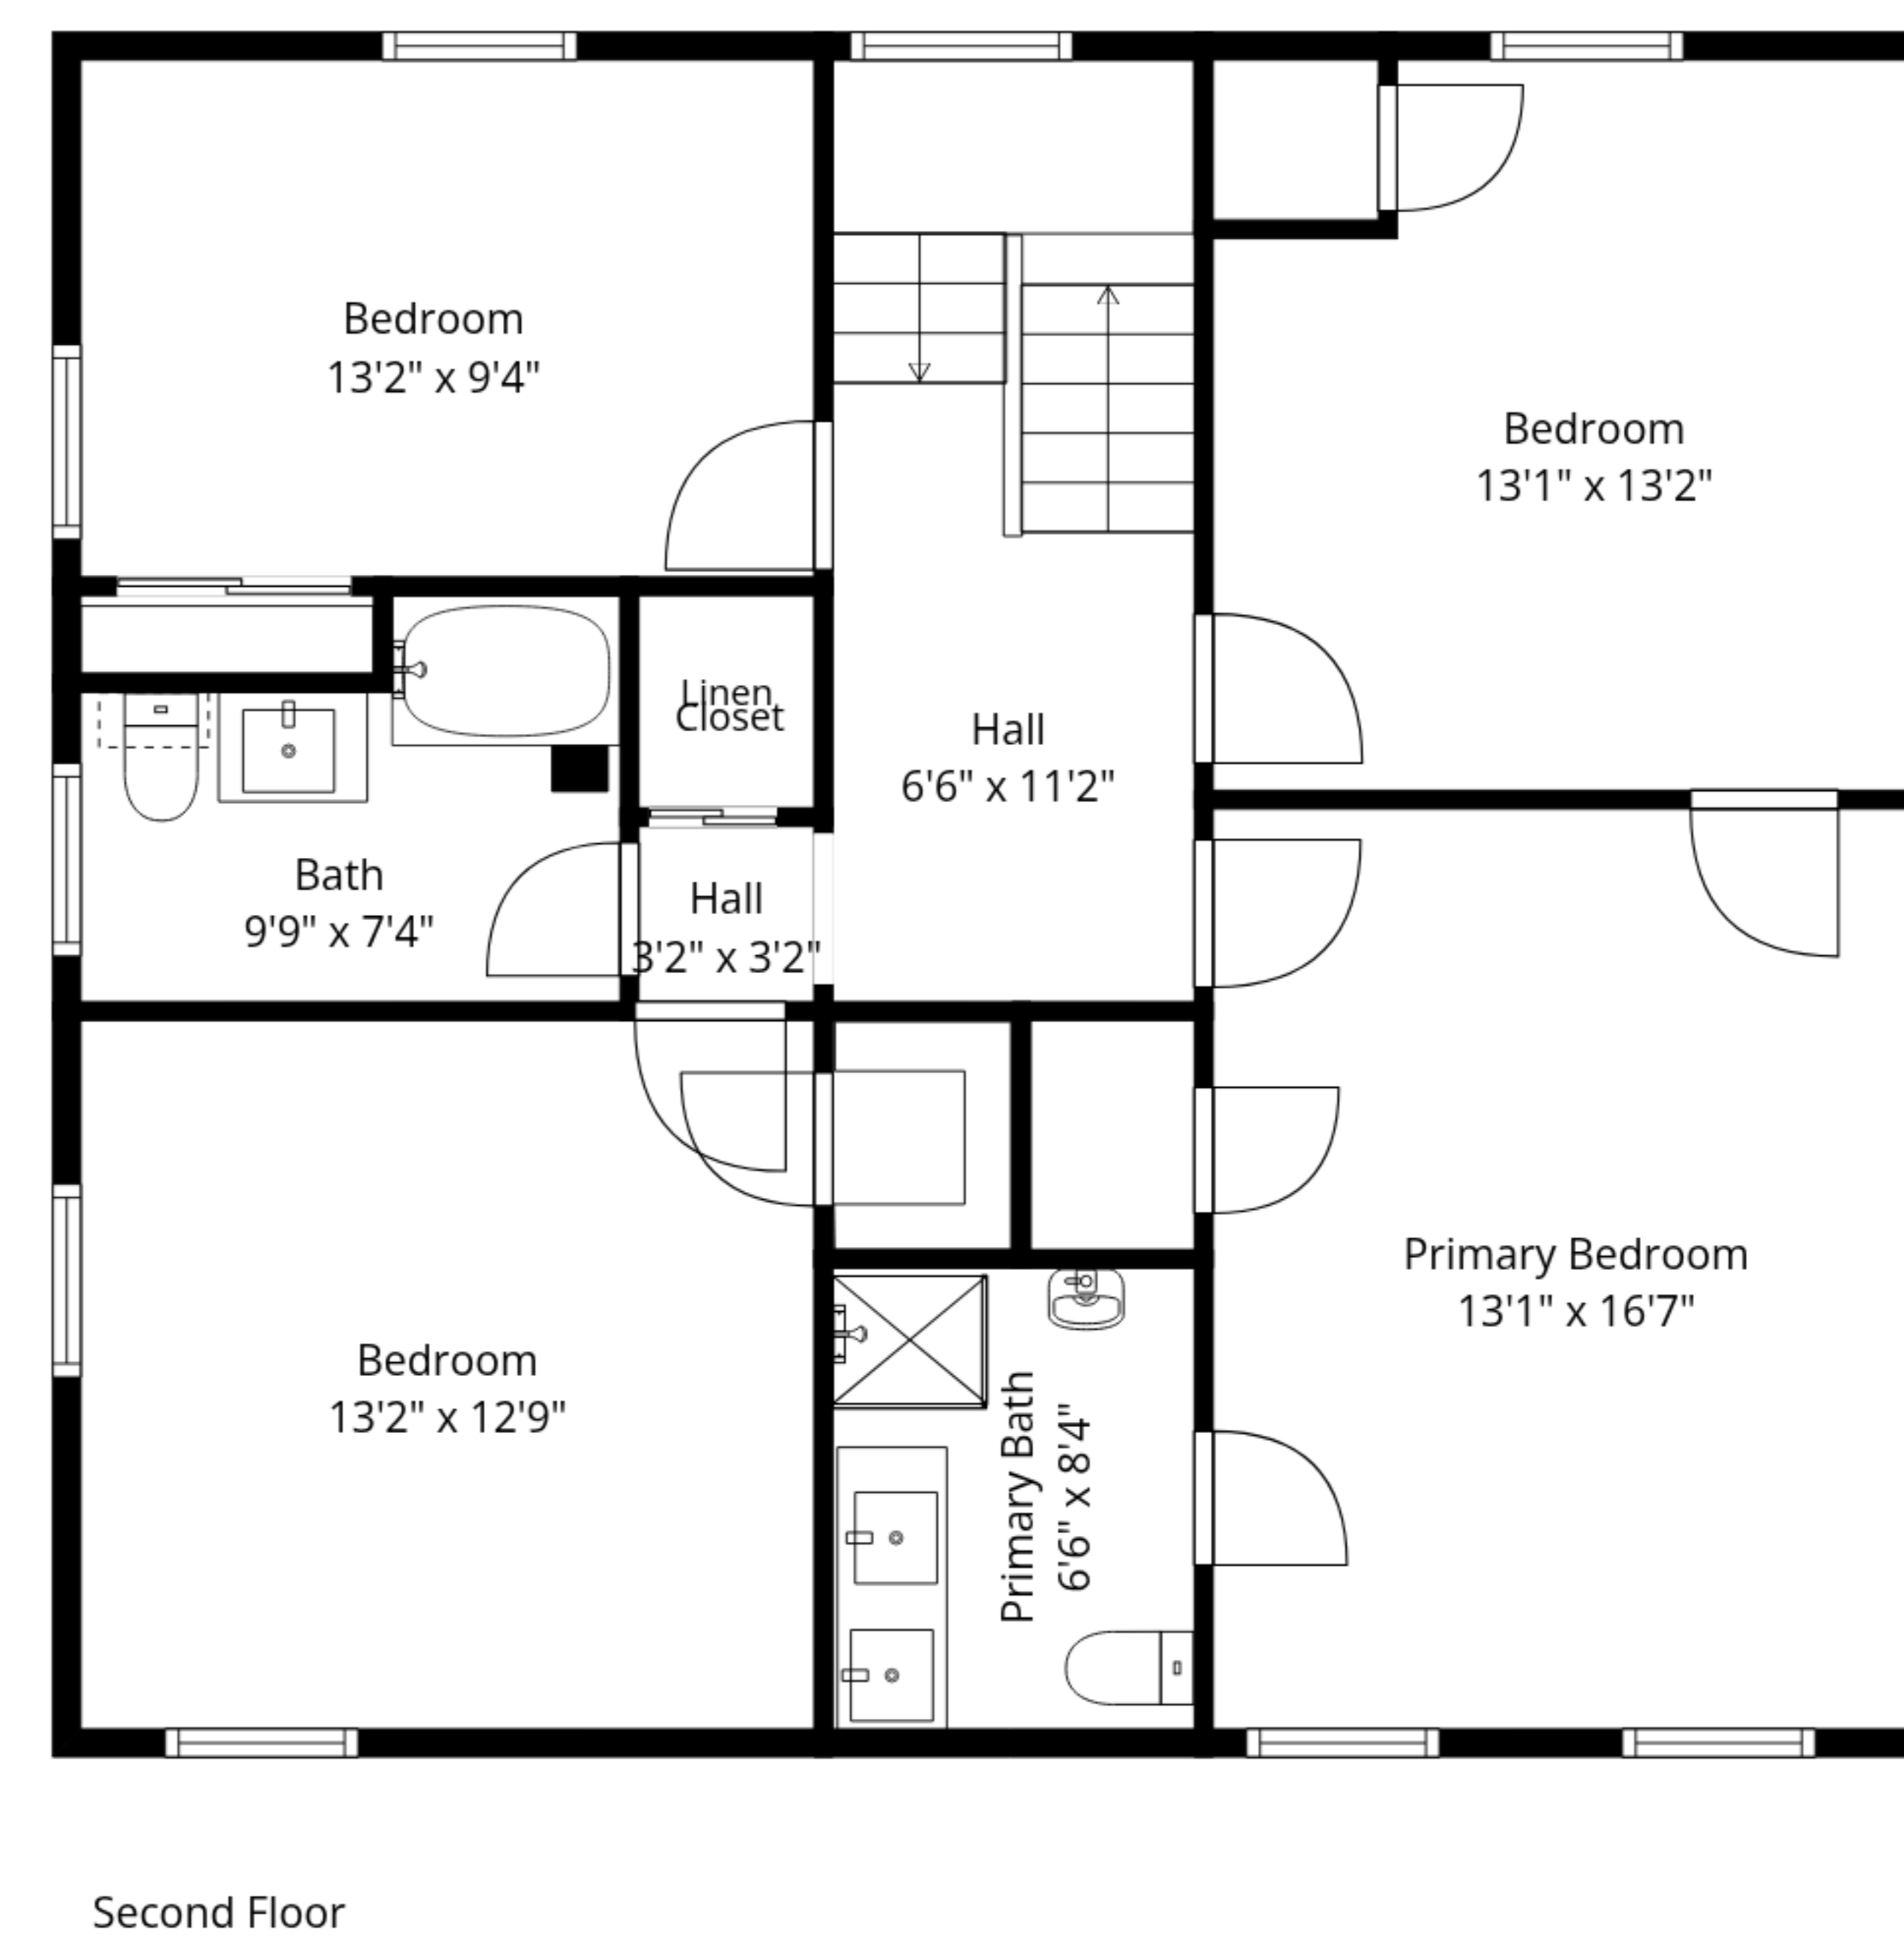 Bedroom
13'2" x 9'4"
Bedroom
13'1" x 13'2"
Linen
Closet
Hall
6'6" x 11'2"
Bath
9'9" x 7'4"
Hall
3'2" x 3'2"
Primary Bedroom
13'1" x 16'7"
Bedroom
13'2" x 12'9"
Primary Bath
6'6" x 8'4"
Second Floor